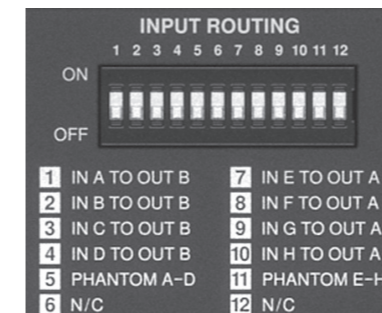 INPUT ROUTING
1 2 3 4 5 6 7 8 9 10 11 12
ON
OFF
1 IN A TO OUT B
2 IN B TO OUT B
3 IN C TO OUT B
4 IN D TO OUT B
5 PHANTOM A–D
6 N/C
7 IN E TO OUT A
8 IN F TO OUT A
9 IN G TO OUT A
10 IN H TO OUT A
11 PHANTOM E–H
12 N/C